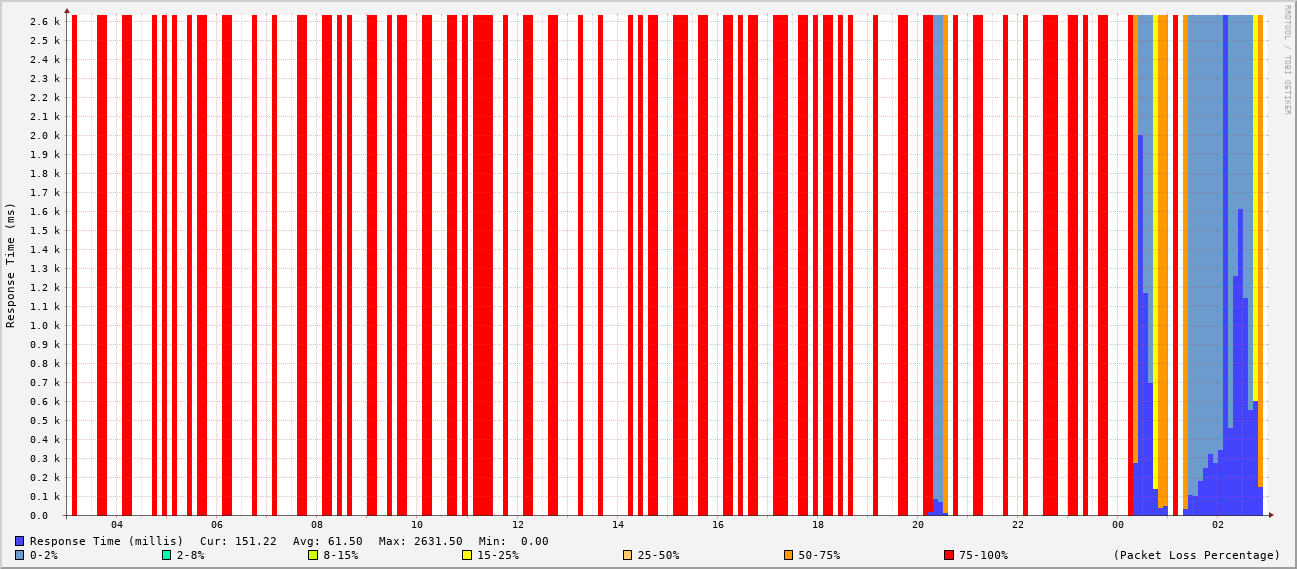 RRDTOOL / TOBI OETIKER
Response Time (ms)
2.6 k
2.5 k
2.4 k
2.3 k
2.2 k
2.1 k
2.0 k
1.9 k
1.8 k
1.7 k
1.6 k
1.5 k
1.4 k
1.3 k
1.2 k
1.1 k
1.0 k
0.9 k
0.8 k
0.7 k
0.6 k
0.5 k
0.4 k
0.3 k
0.2 k
0.1 k
0.0
04 06 08 10 12 14 16 18 20 22 00 02
Response Time (millis) Cur: 151.22 Avg: 61.50 Max: 2631.50 Min: 0.00
0-2% 2-8% 8-15% 15-25% 25-50% 50-75% 75-100% (Packet Loss Percentage)